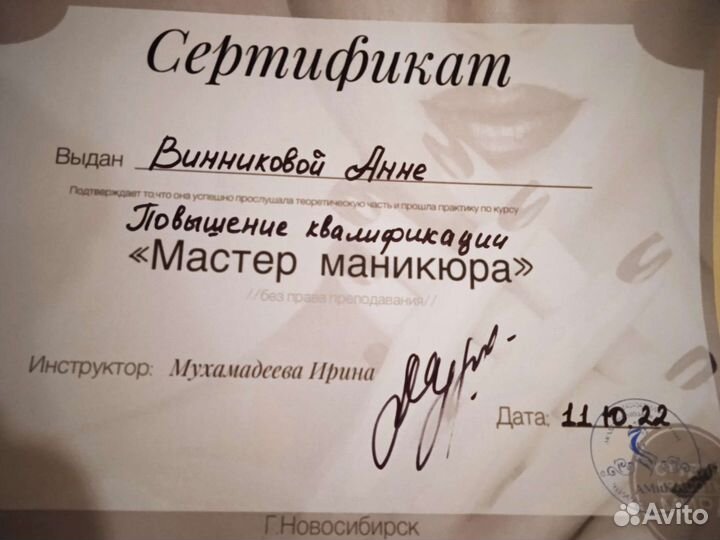 Сертификат
Выдан Винниковой Анне
Подтверждает то,что она успешно прослушала теоретическую часть и прошла практику по курсу
Повышение квалификации
«Мастер маникюра»
//без права преподавания//
Инструктор: Мухамадеева Ирина
Дата: 11.10.22
Г.Новосибирск
Avito